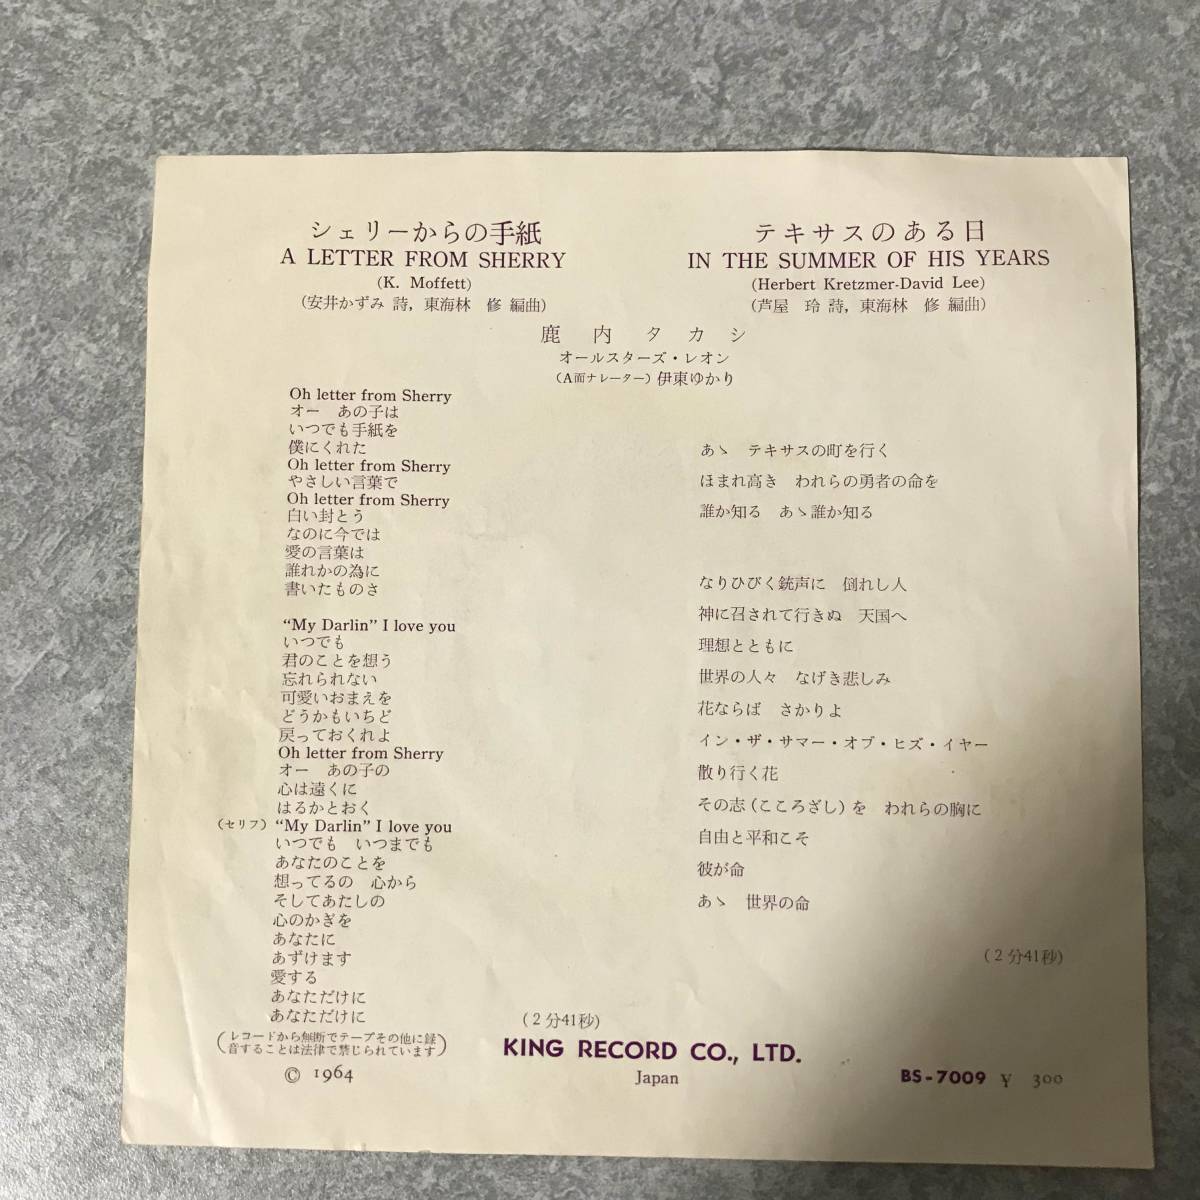 シェリーからの手紙
A LETTER FROM SHERRY
(K. Moffett)
(安井かずみ 詩, 東海林 修 編曲)
テキサスのある日
IN THE SUMMER OF HIS YEARS
(Herbert Kretzmer-David Lee)
(芦屋 玲 詩, 東海林 修 編曲)
鹿内タカシ
オールスターズ・レオン
(A面ナレーター) 伊東ゆかり
Oh letter from Sherry
オー あの子は
いつでも手紙を
僕にくれた
Oh letter from Sherry
やさしい言葉で
Oh letter from Sherry
白い封とう
なのに今では
愛の言葉は
誰れかの為に
書いたものさ
“My Darlin” I love you
いつでも
君のことを想う
忘れられない
可愛いおまえを
どうかもいちど
戻っておくれよ
Oh letter from Sherry
オー あの子の
心は遠くに
はるかとおく
(セリフ) “My Darlin” I love you
いつでも いつまでも
あなたのことを
想ってるの 心から
そしてあたしの
心のかぎを
あなたに
あずけます
愛する
あなただけに
あなただけに
(2分41秒)
あゝ テキサスの町を行く
ほまれ高き われらの勇者の命を
誰か知る あゝ誰か知る
なりひびく銃声に 倒れし人
神に召されて行きぬ 天国へ
理想とともに
世界の人々 なげき悲しみ
花ならば さかりよ
イン・ザ・サマー・オブ・ヒズ・イヤー
散り行く花
その志(こころざし)を われらの胸に
自由と平和こそ
彼が命
あゝ 世界の命
(2分41秒)
(レコードから無断でテープその他に録
音することは法律で禁じられています)
© 1964
KING RECORD CO., LTD.
Japan
BS-7009 ¥ 300